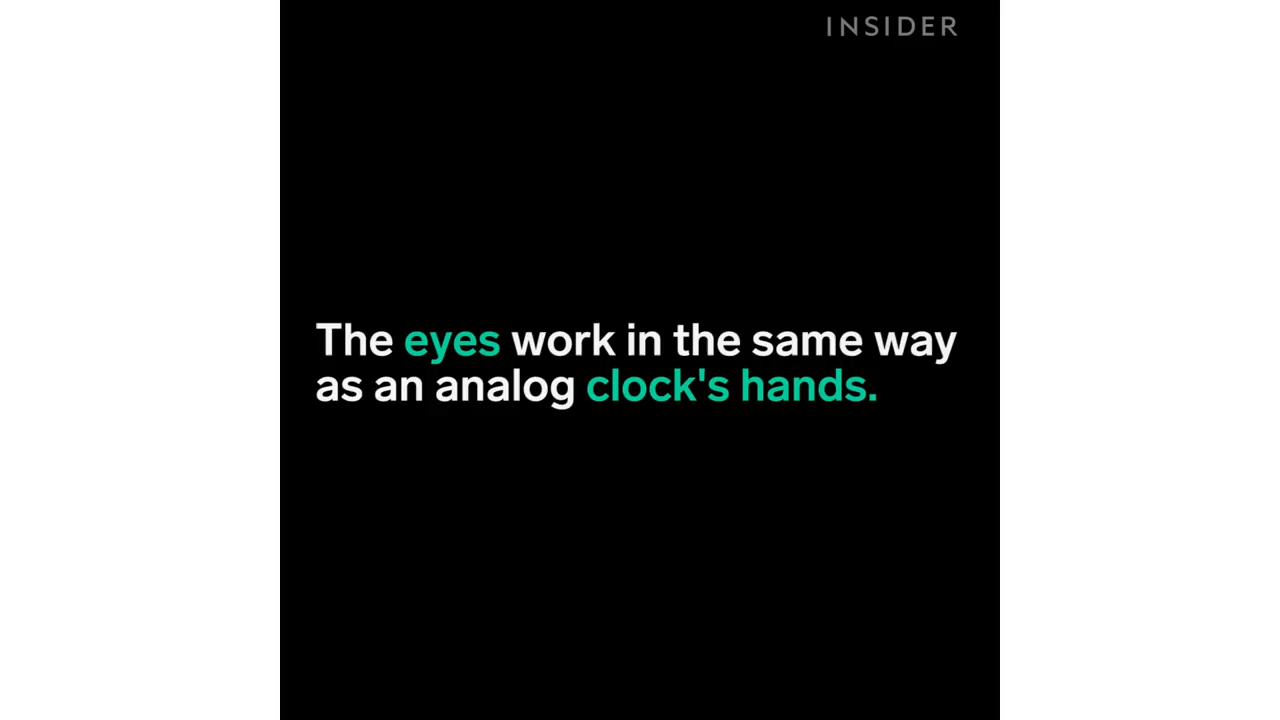 INSIDER
The eyes work in the same way
as an analog clock's hands.